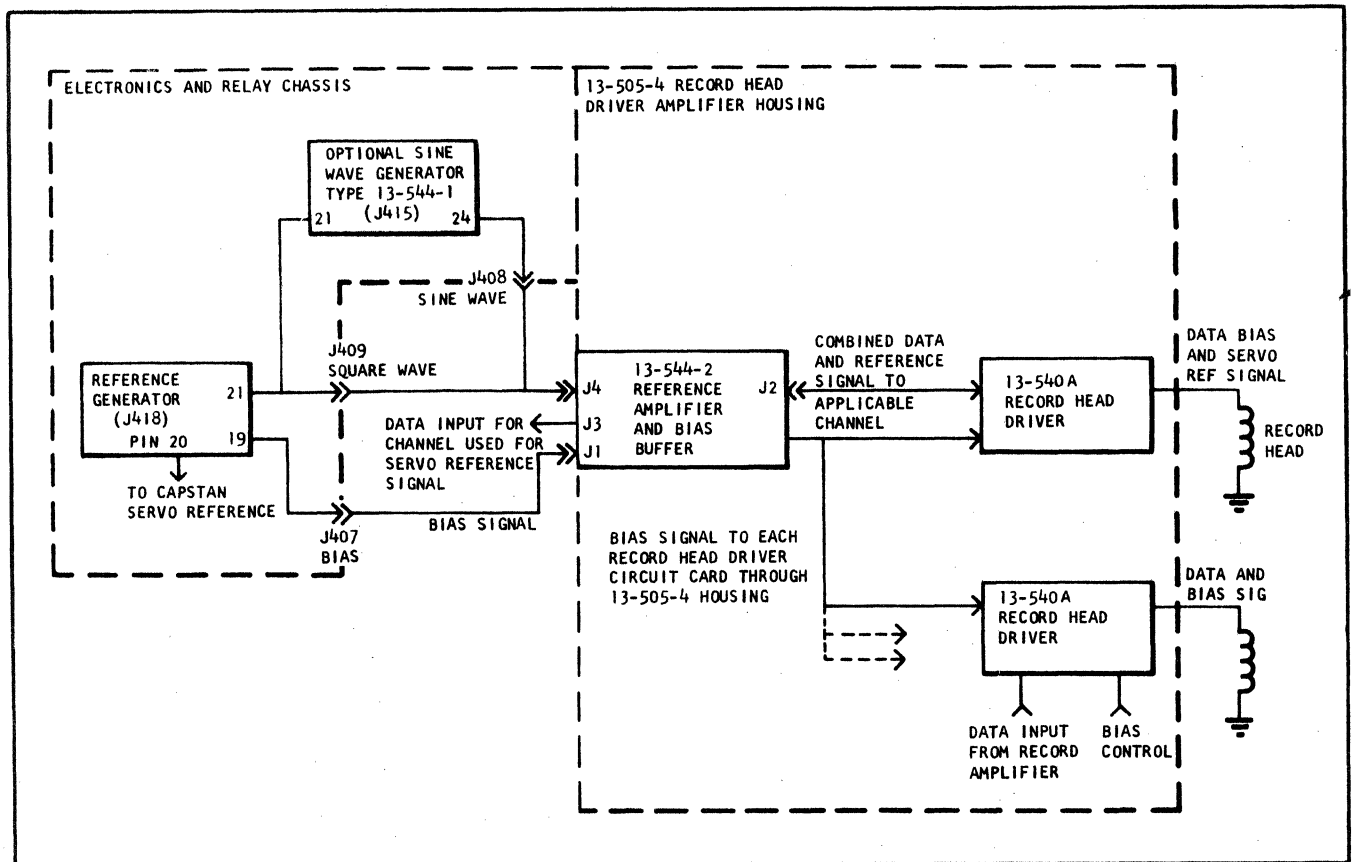 ELECTRONICS AND RELAY CHASSIS
13-505-4 RECORD HEAD
DRIVER AMPLIFIER HOUSING
OPTIONAL SINE
WAVE GENERATOR
TYPE 13-544-1
(J415)
21
24
J408
SINE WAVE
J409
SQUARE WAVE
REFERENCE
GENERATOR
(J418)
PIN 20
21
19
TO CAPSTAN
SERVO REFERENCE
DATA INPUT FOR
CHANNEL USED FOR
SERVO REFERENCE
SIGNAL
J407
BIAS
BIAS SIGNAL
13-544-2
REFERENCE
AMPLIFIER
AND BIAS
BUFFER
J4
J3
J1
J2
COMBINED DATA
AND REFERENCE
SIGNAL TO
APPLICABLE
CHANNEL
13-540A
RECORD HEAD
DRIVER
DATA BIAS
AND SERVO
REF SIGNAL
RECORD
HEAD
BIAS SIGNAL TO EACH
RECORD HEAD DRIVER
CIRCUIT CARD THROUGH
13-505-4 HOUSING
13-540A
RECORD HEAD
DRIVER
DATA AND
BIAS SIG
DATA INPUT
FROM RECORD
AMPLIFIER
BIAS
CONTROL